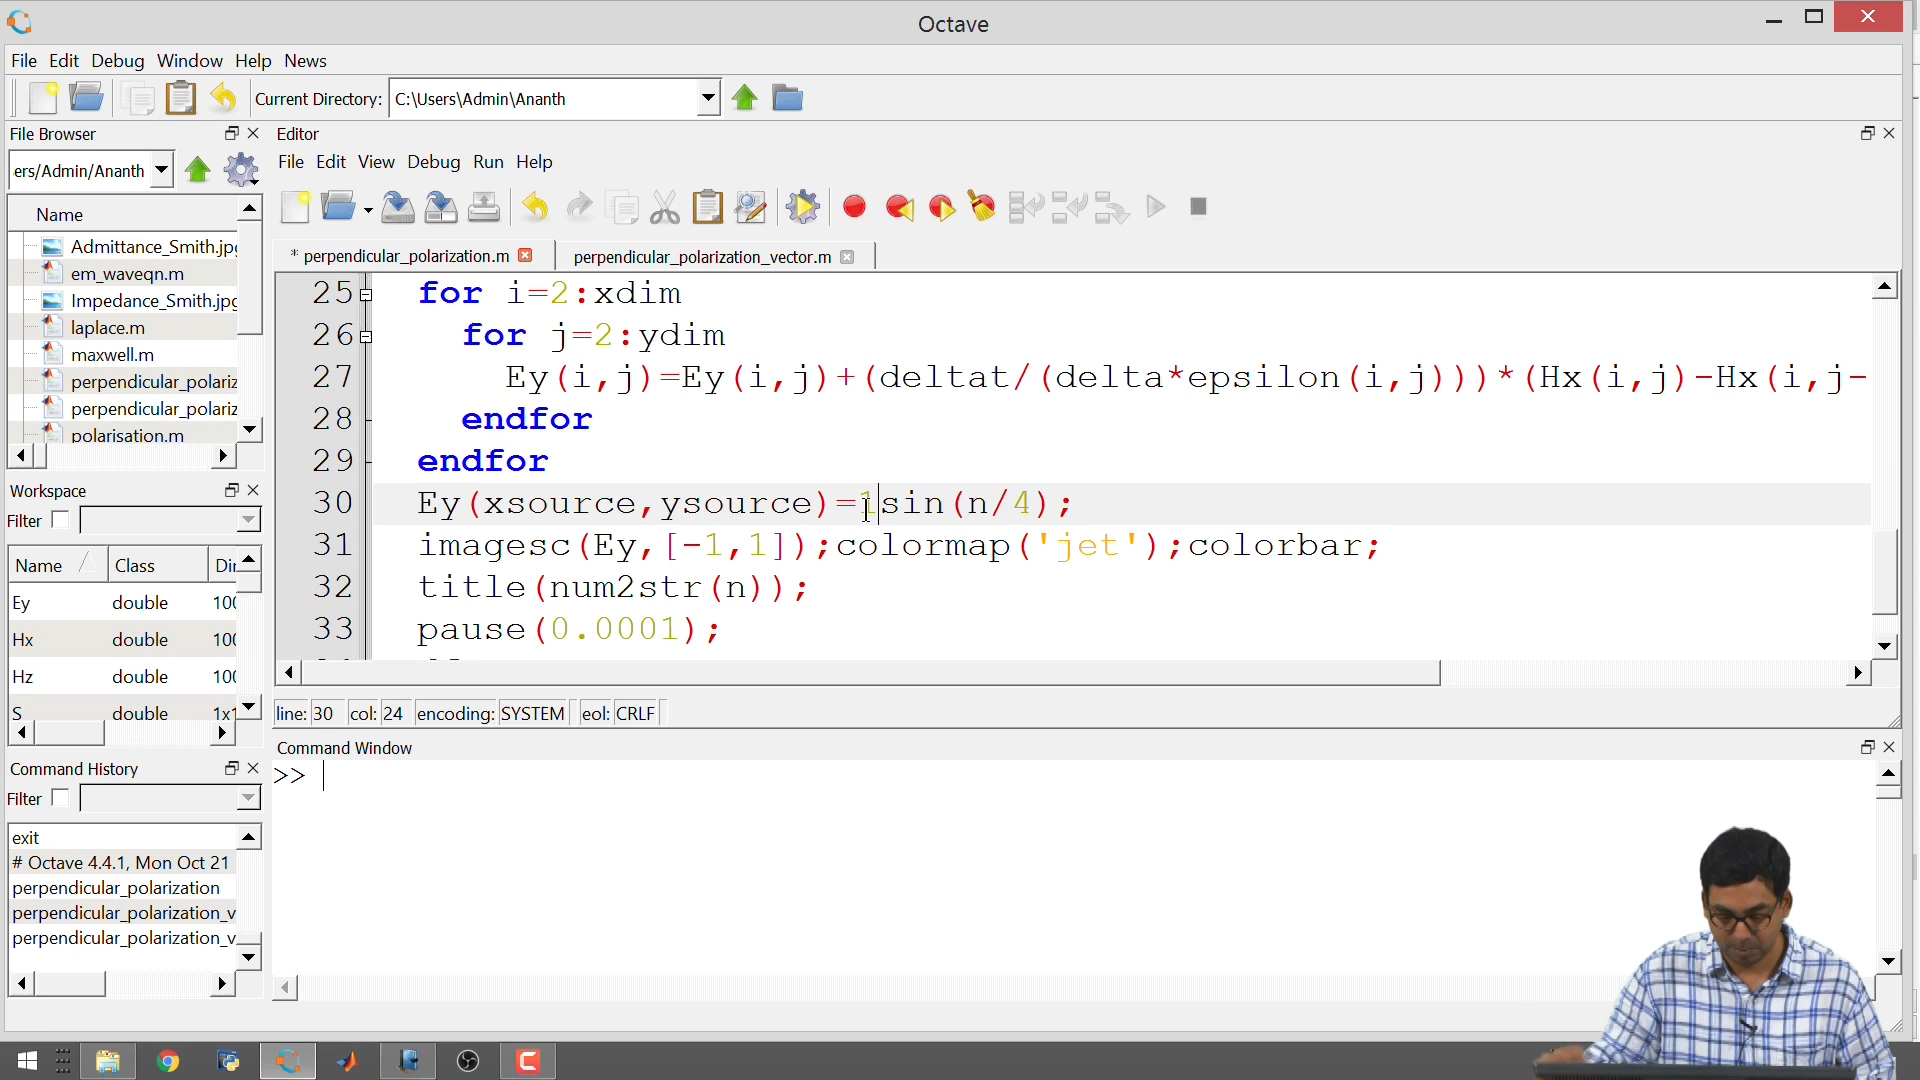 Octave
File Edit Debug Window Help News
Current Directory: C:\Users\Admin\Ananth
File Browser
ers/Admin/Ananth
Name
Admittance_Smith.jpg
em_waveqn.m
Impedance_Smith.jpg
laplace.m
maxwell.m
perpendicular_polariz
perpendicular_polariz
polarisation.m
Workspace
Filter
Name Class Dir
Ey double 100
Hx double 100
Hz double 100
S double 1x1
Command History
Filter
exit
# Octave 4.4.1, Mon Oct 21
perpendicular_polarization
perpendicular_polarization_v
perpendicular_polarization_v
Editor
File Edit View Debug Run Help
* perpendicular_polarization.m perpendicular_polarization_vector.m
25 for i=2:xdim
26 for j=2:ydim
27 Ey(i,j)=Ey(i,j)+(deltat/(delta*epsilon(i,j)))*(Hx(i,j)-Hx(i,j-
28 endfor
29 endfor
30 Ey(xsource,ysource)=1sin(n/4);
31 imagesc(Ey,[-1,1]);colormap('jet');colorbar;
32 title(num2str(n));
33 pause(0.0001);
line: 30 col: 24 encoding: SYSTEM eol: CRLF
Command Window
>>